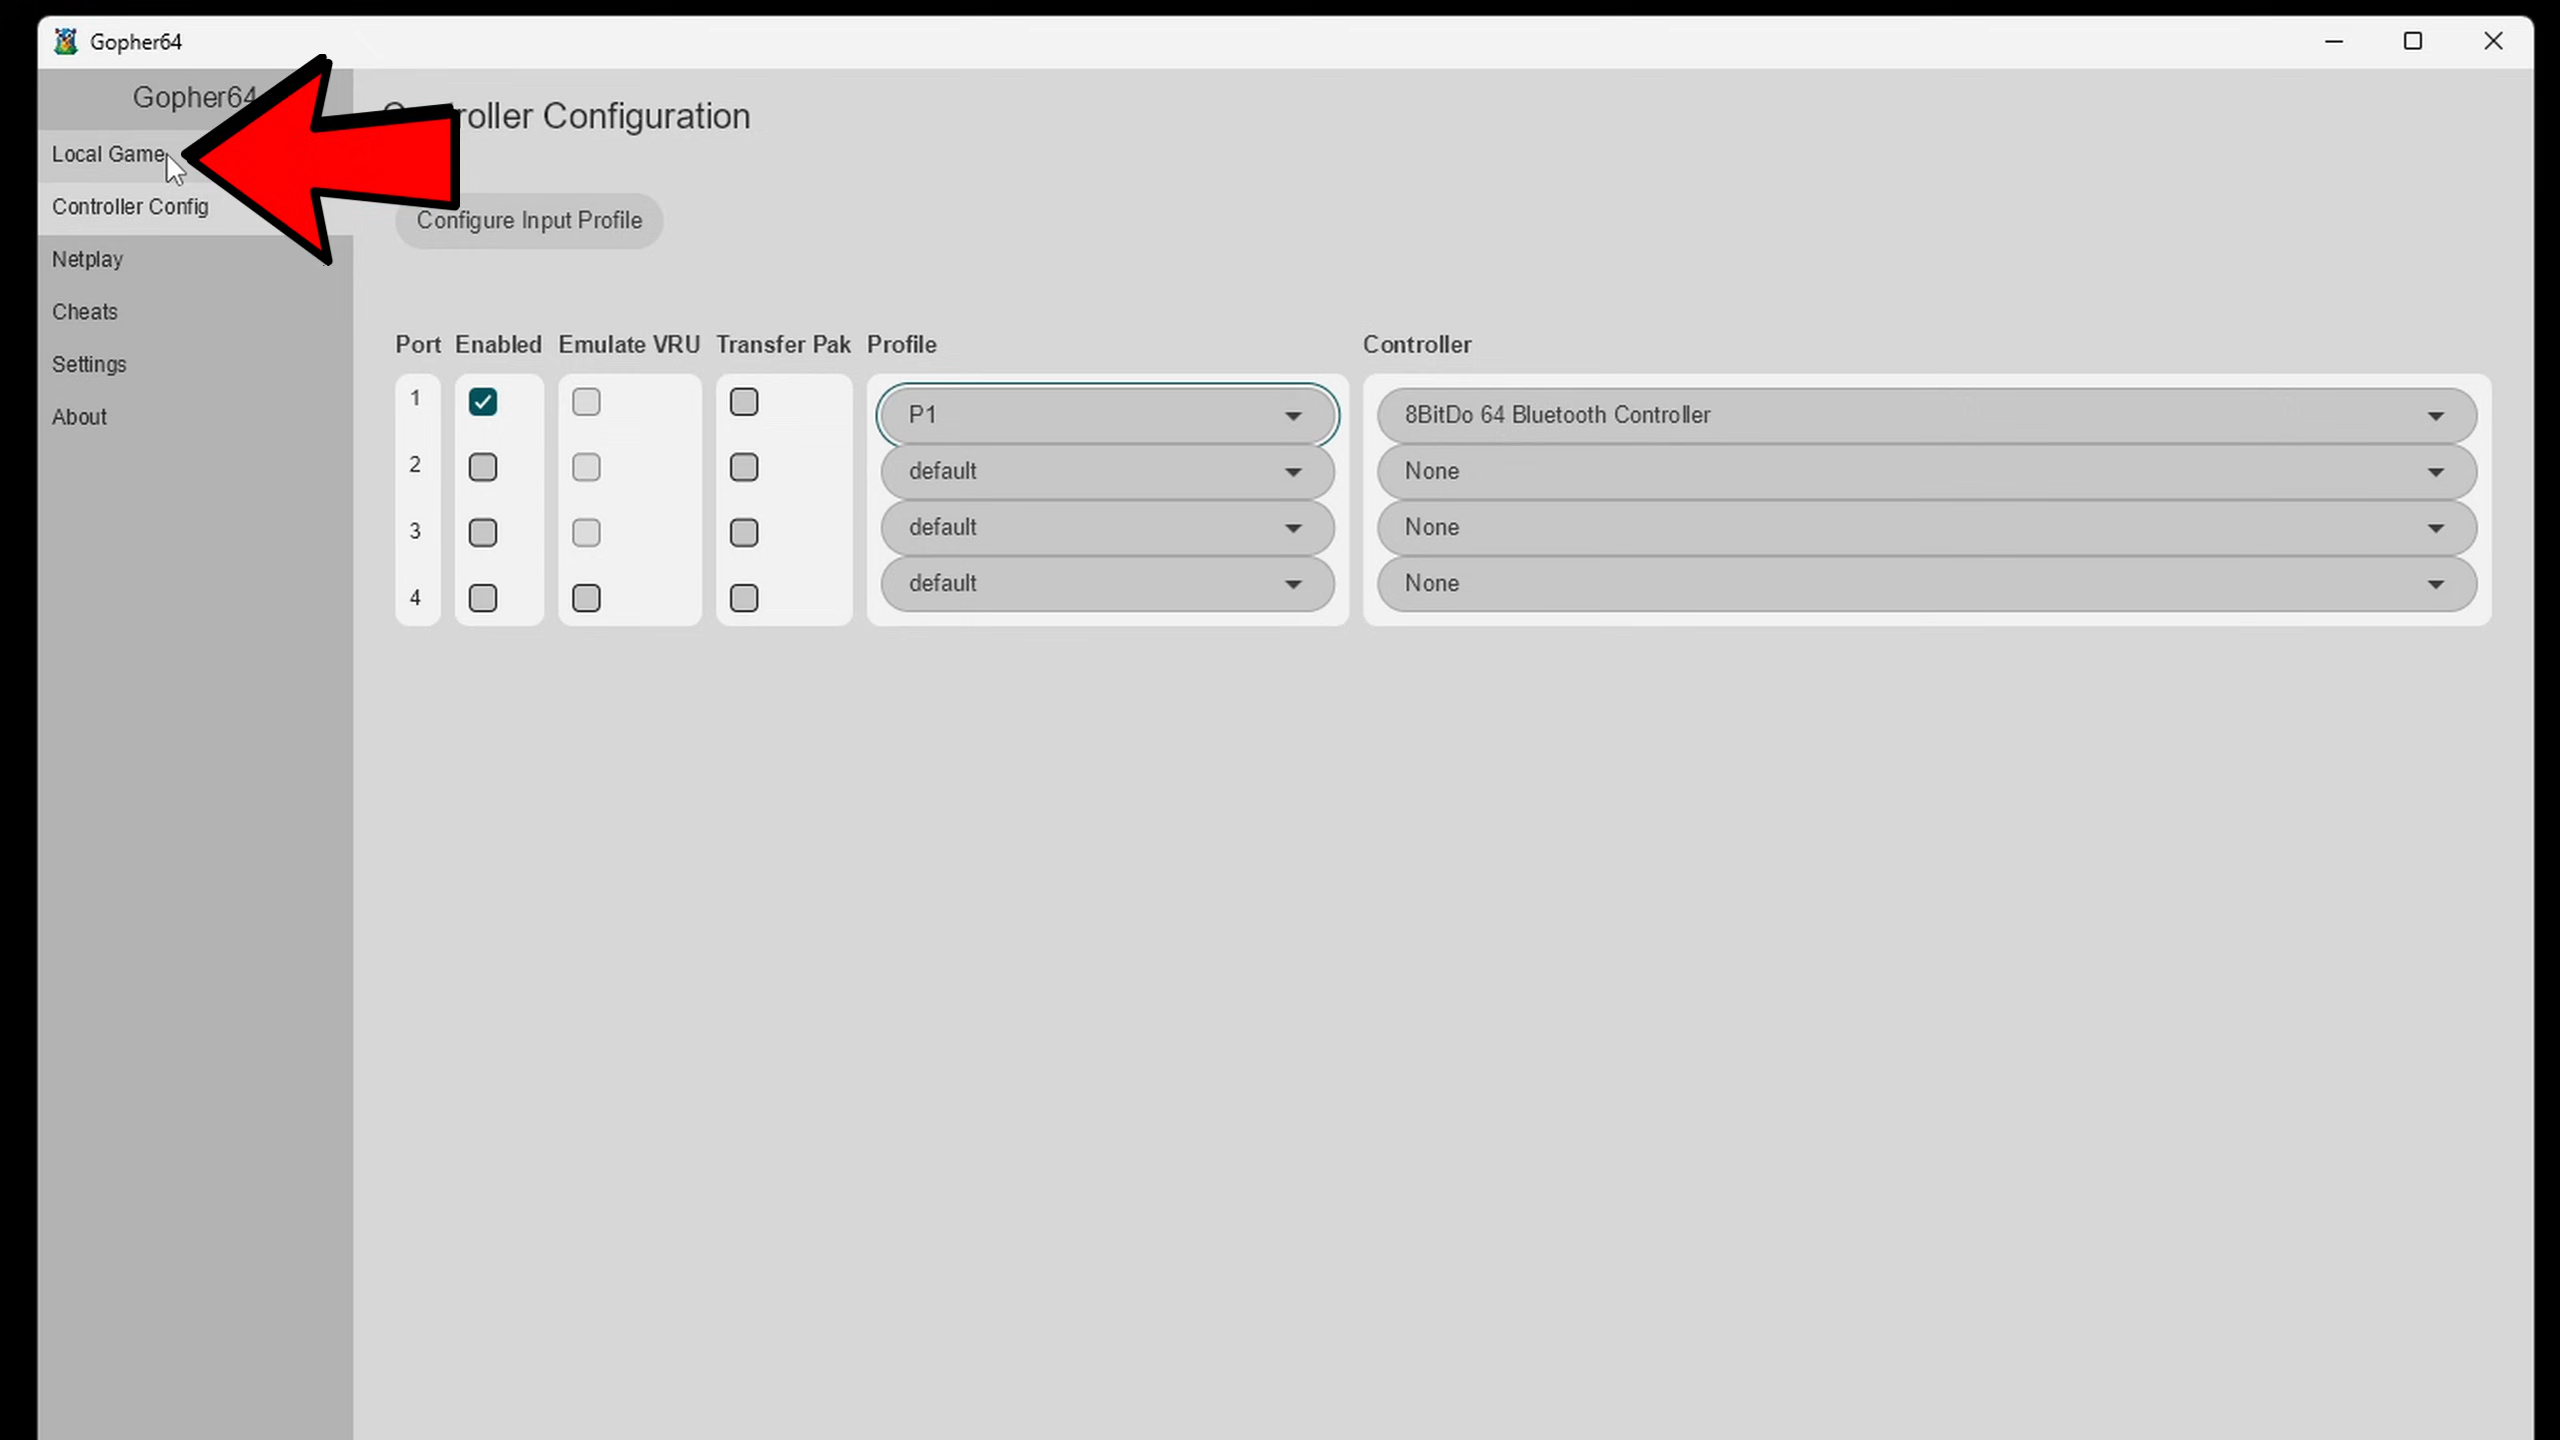 Gopher64
Gopher64
Local Game
Controller Config
Netplay
Cheats
Settings
About
Controller Configuration
Configure Input Profile
Port Enabled Emulate VRU Transfer Pak Profile Controller
1 P1 8BitDo 64 Bluetooth Controller
2 default None
3 default None
4 default None